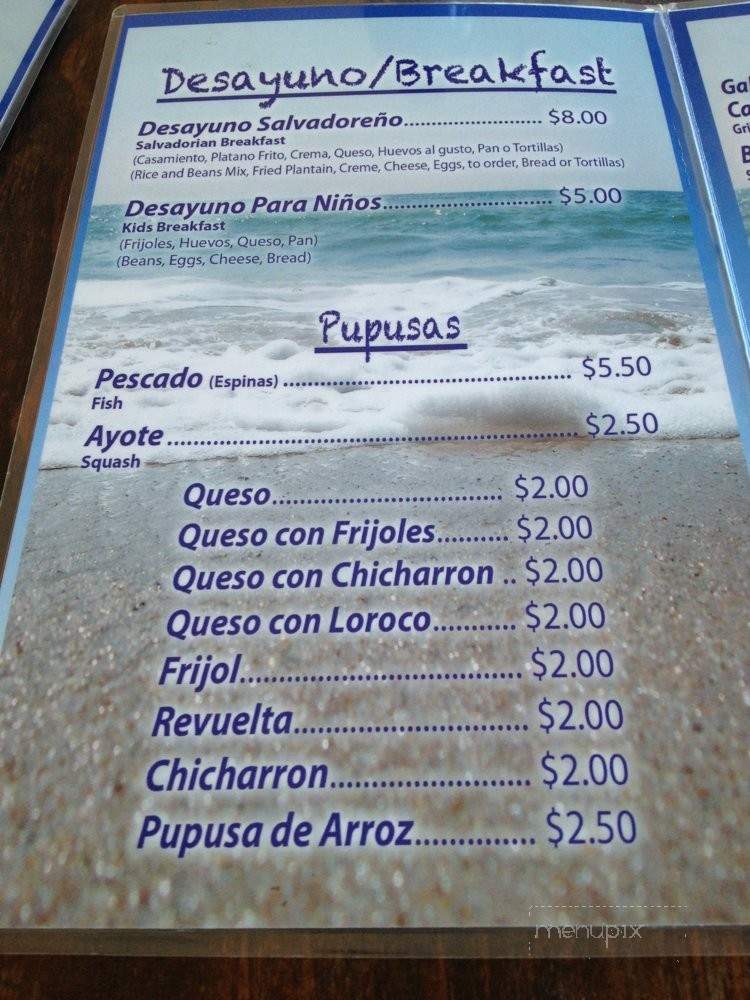 Desayuno/Breakfast
Desayuno Salvadoreño........................ $8.00
Salvadorian Breakfast
(Casamiento, Platano Frito, Crema, Queso, Huevos al gusto, Pan o Tortillas)
(Rice and Beans Mix, Fried Plantain, Creme, Cheese, Eggs, to order, Bread or Tortillas)
Desayuno Para Niños............................ $5.00
Kids Breakfast
(Frijoles, Huevos, Queso, Pan)
(Beans, Eggs, Cheese, Bread)
Pupusas
Pescado (Espinas) ............................................ $5.50
Fish
Ayote.............................................................. $2.50
Squash
Queso................................... $2.00
Queso con Frijoles........... $2.00
Queso con Chicharron .. $2.00
Queso con Loroco............ $2.00
Frijol.......................................... $2.00
Revuelta.................................. $2.00
Chicharron............................ $2.00
Pupusa de Arroz............... $2.50
menupix